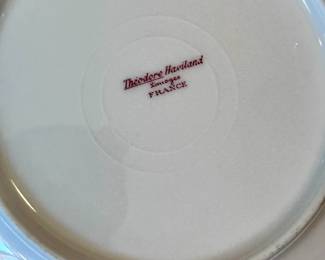 Theodore Haviland
Limoges
FRANCE